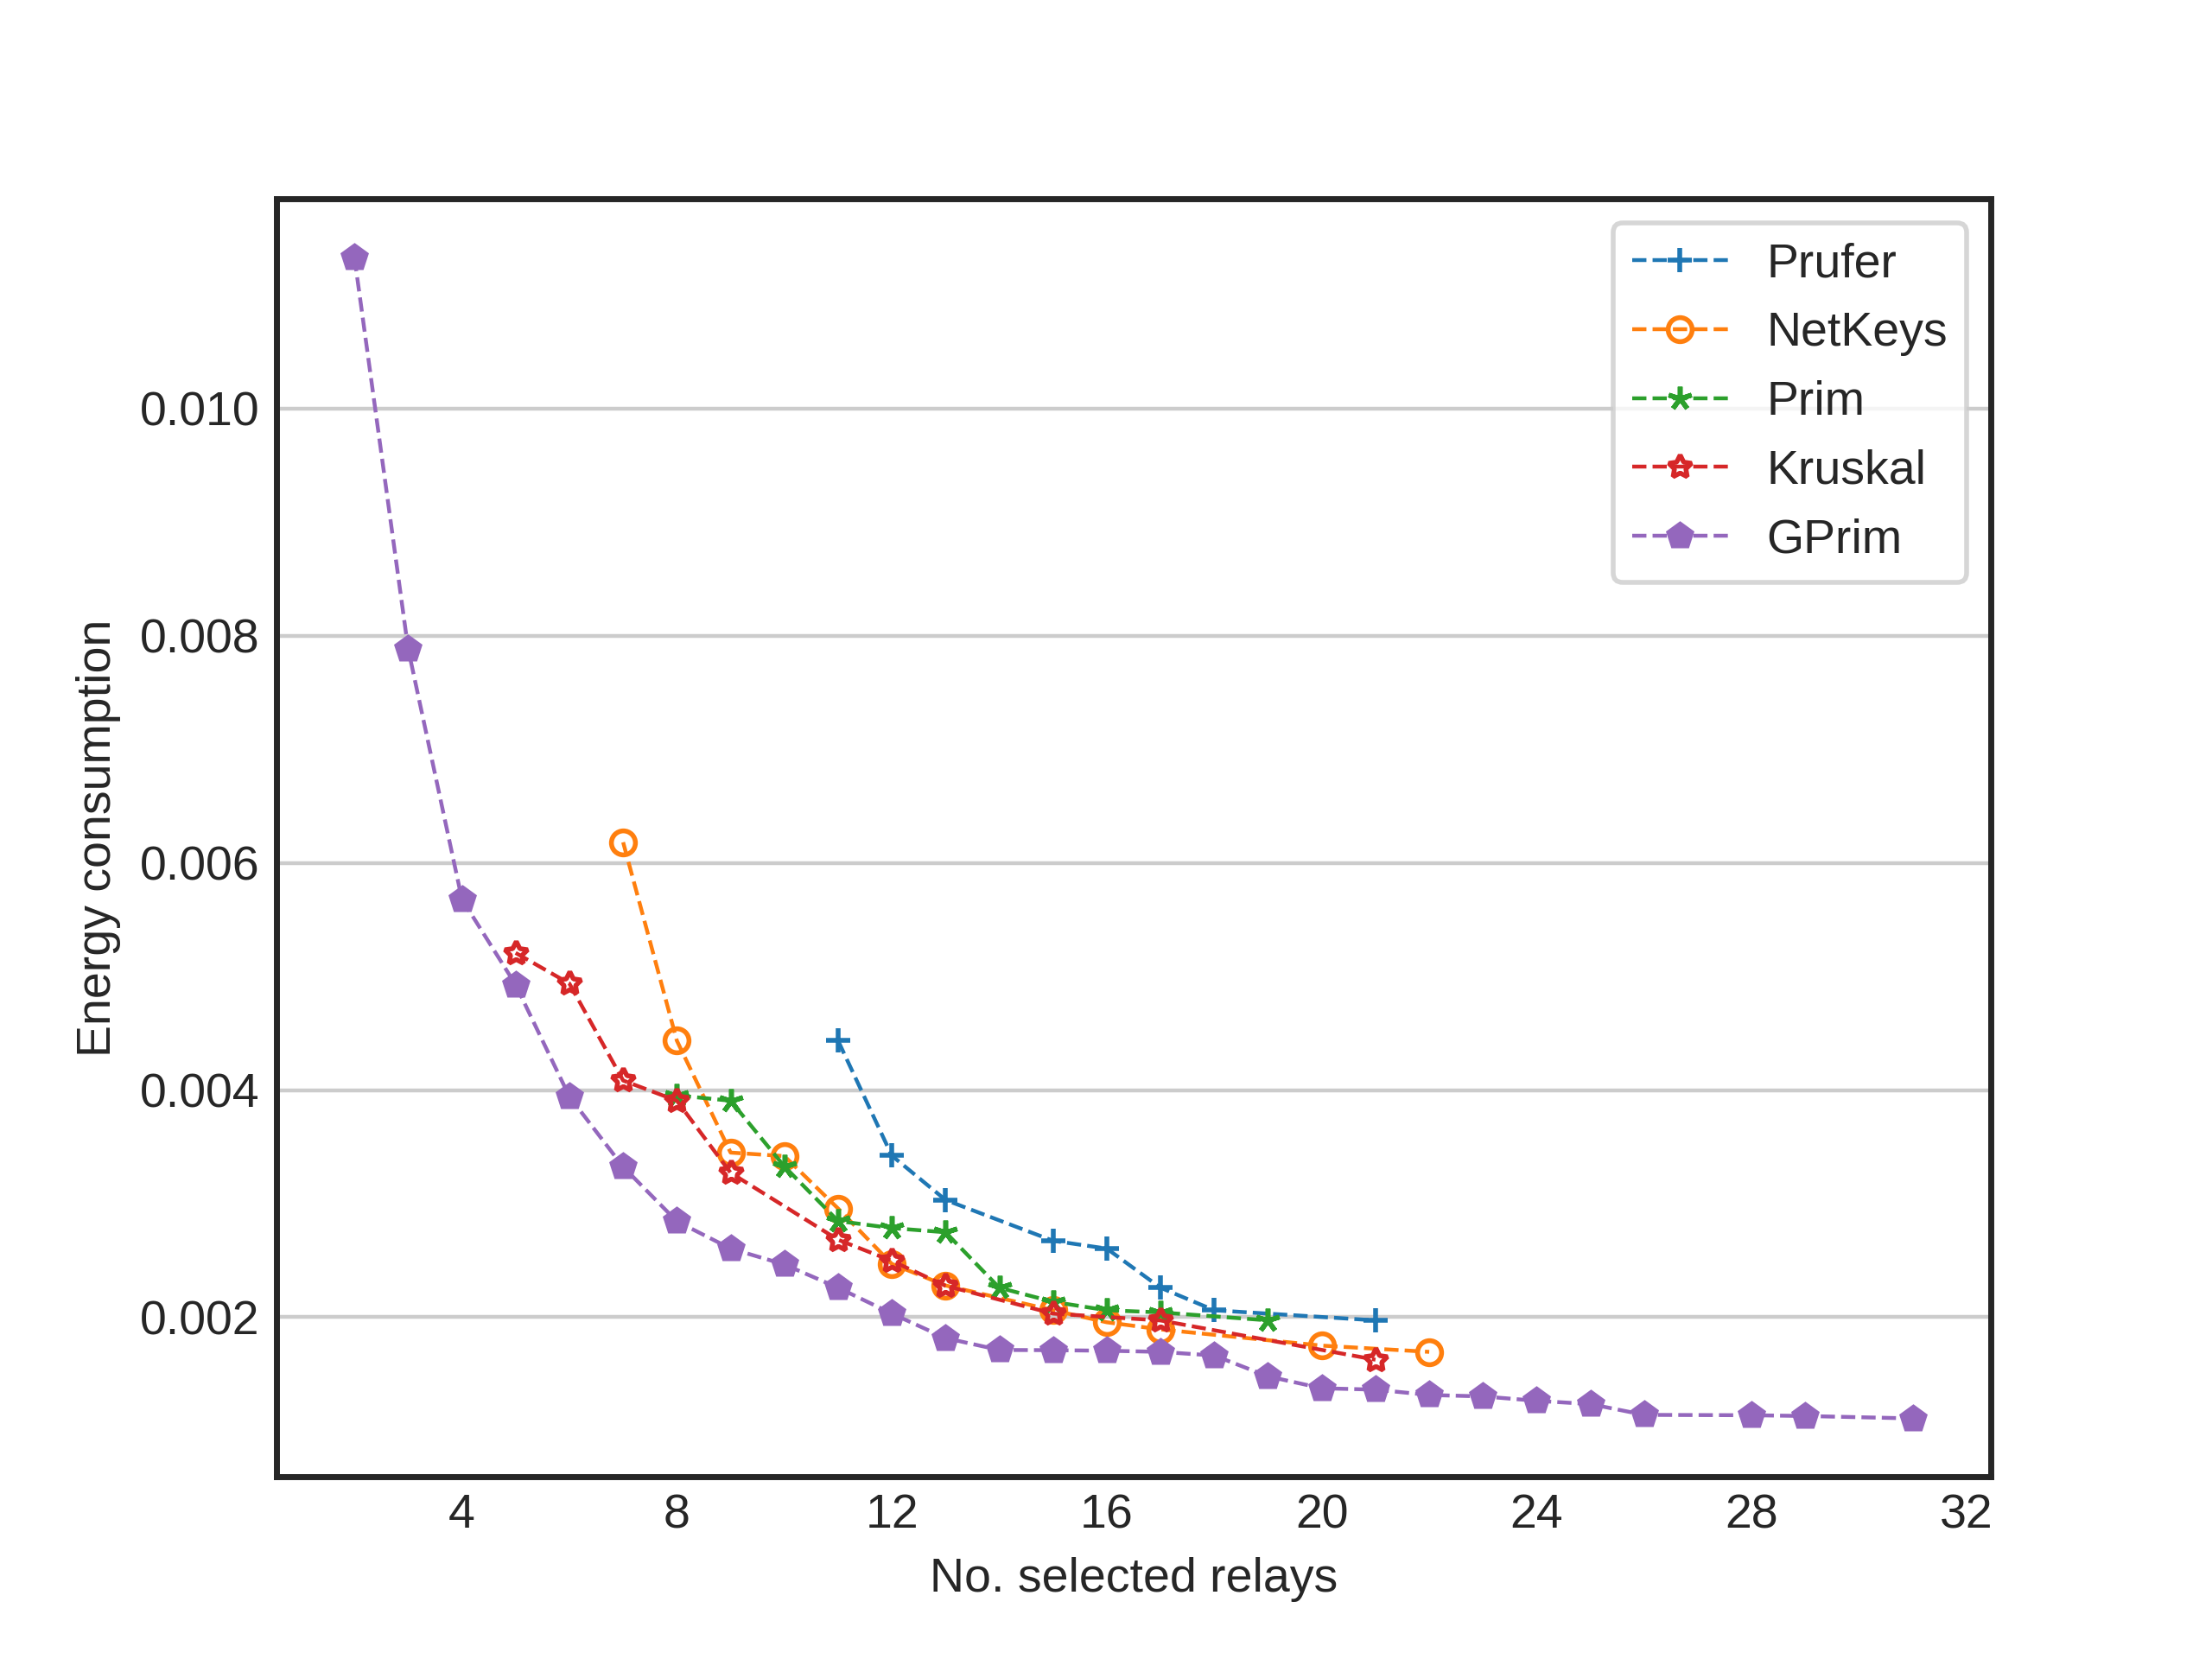 Prufer
NetKeys
Prim
Kruskal
GPrim
0.010
0.008
0.006
0.004
0.002
Energy consumption
4 8 12 16 20 24 28 32
No. selected relays